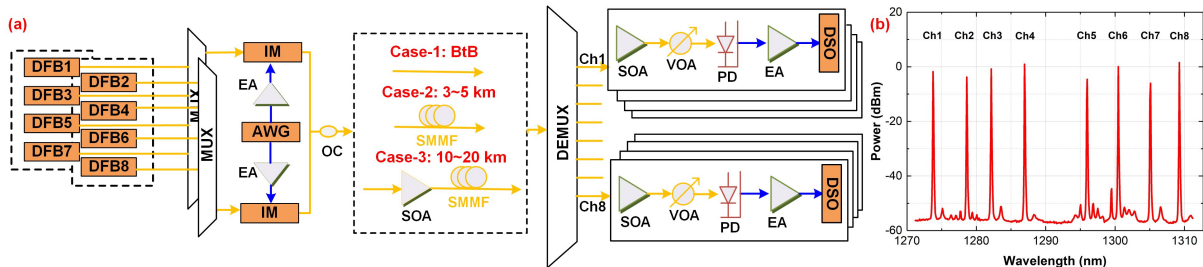 (a)
DFB1
DFB2
DFB3
DFB4
DFB5
DFB6
DFB7
DFB8
MUX
MUX
IM
EA
AWG
EA
IM
OC
Case-1: BtB
Case-2: 3~5 km
SMMF
Case-3: 10~20 km
SOA
SMMF
DEMUX
Ch1
Ch8
SOA
VOA
PD
EA
DSO
SOA
VOA
PD
EA
DSO
(b)
Ch1 Ch2 Ch3 Ch4 Ch5 Ch6 Ch7 Ch8
Power (dBm)
20
0
-20
-40
-60
1270 1280 1290 1300 1310
Wavelength (nm)